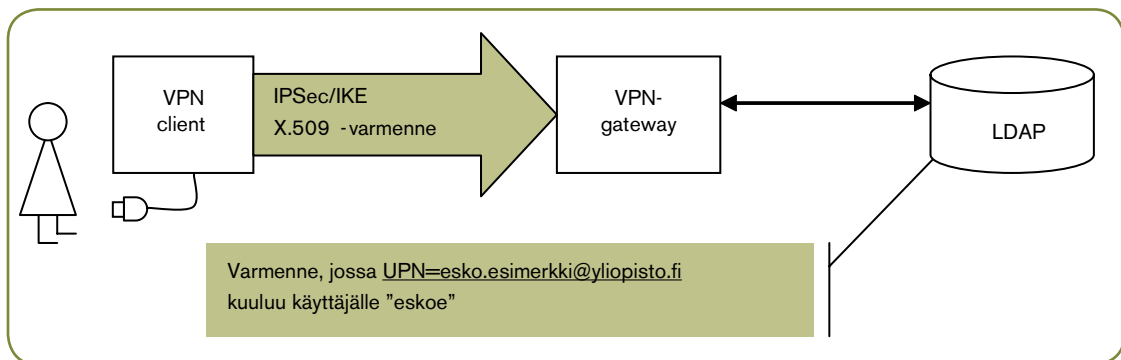 VPN
client
IPSec/IKE
X.509 -varmenne
VPN-
gateway
LDAP
Varmenne, jossa UPN=esko.esimerkki@yliopisto.fi
kuuluu käyttäjälle "eskoe"